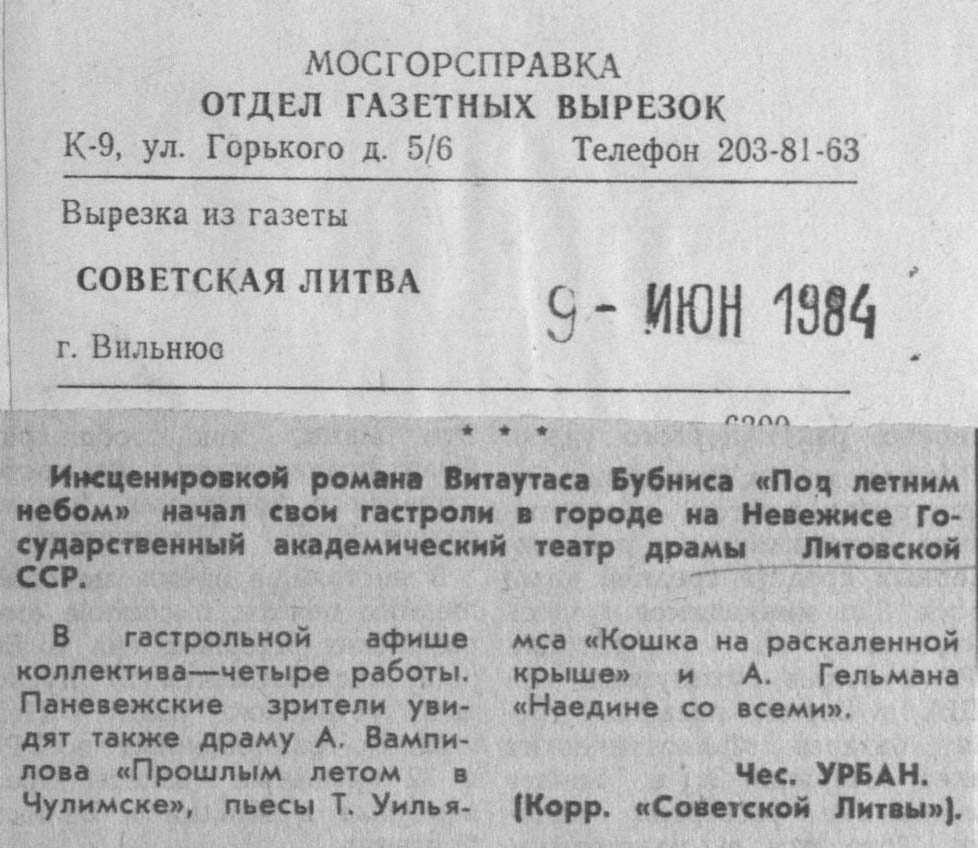 МОСГОРСПРАВКА
ОТДЕЛ ГАЗЕТНЫХ ВЫРЕЗОК
К-9, ул. Горького д. 5/6 Телефон 203-81-63
Вырезка из газеты
СОВЕТСКАЯ ЛИТВА
9 - ИЮН 1984
г. Вильнюс
* * *
Инсценировкой романа Витаутаса Бубниса «Под летним
небом» начал свои гастроли в городе на Невежисе Го-
сударственный академический театр драмы Литовской
ССР.
В гастрольной афише
коллектива—четыре работы.
Паневежские зрители уви-
дят также драму А. Вампи-
лова «Прошлым летом в
Чулимске», пьесы Т. Уилья-
мса «Кошка на раскаленной
крыше» и А. Гельмана
«Наедине со всеми».
Чес. УРБАН.
(Корр. «Советской Литвы»).